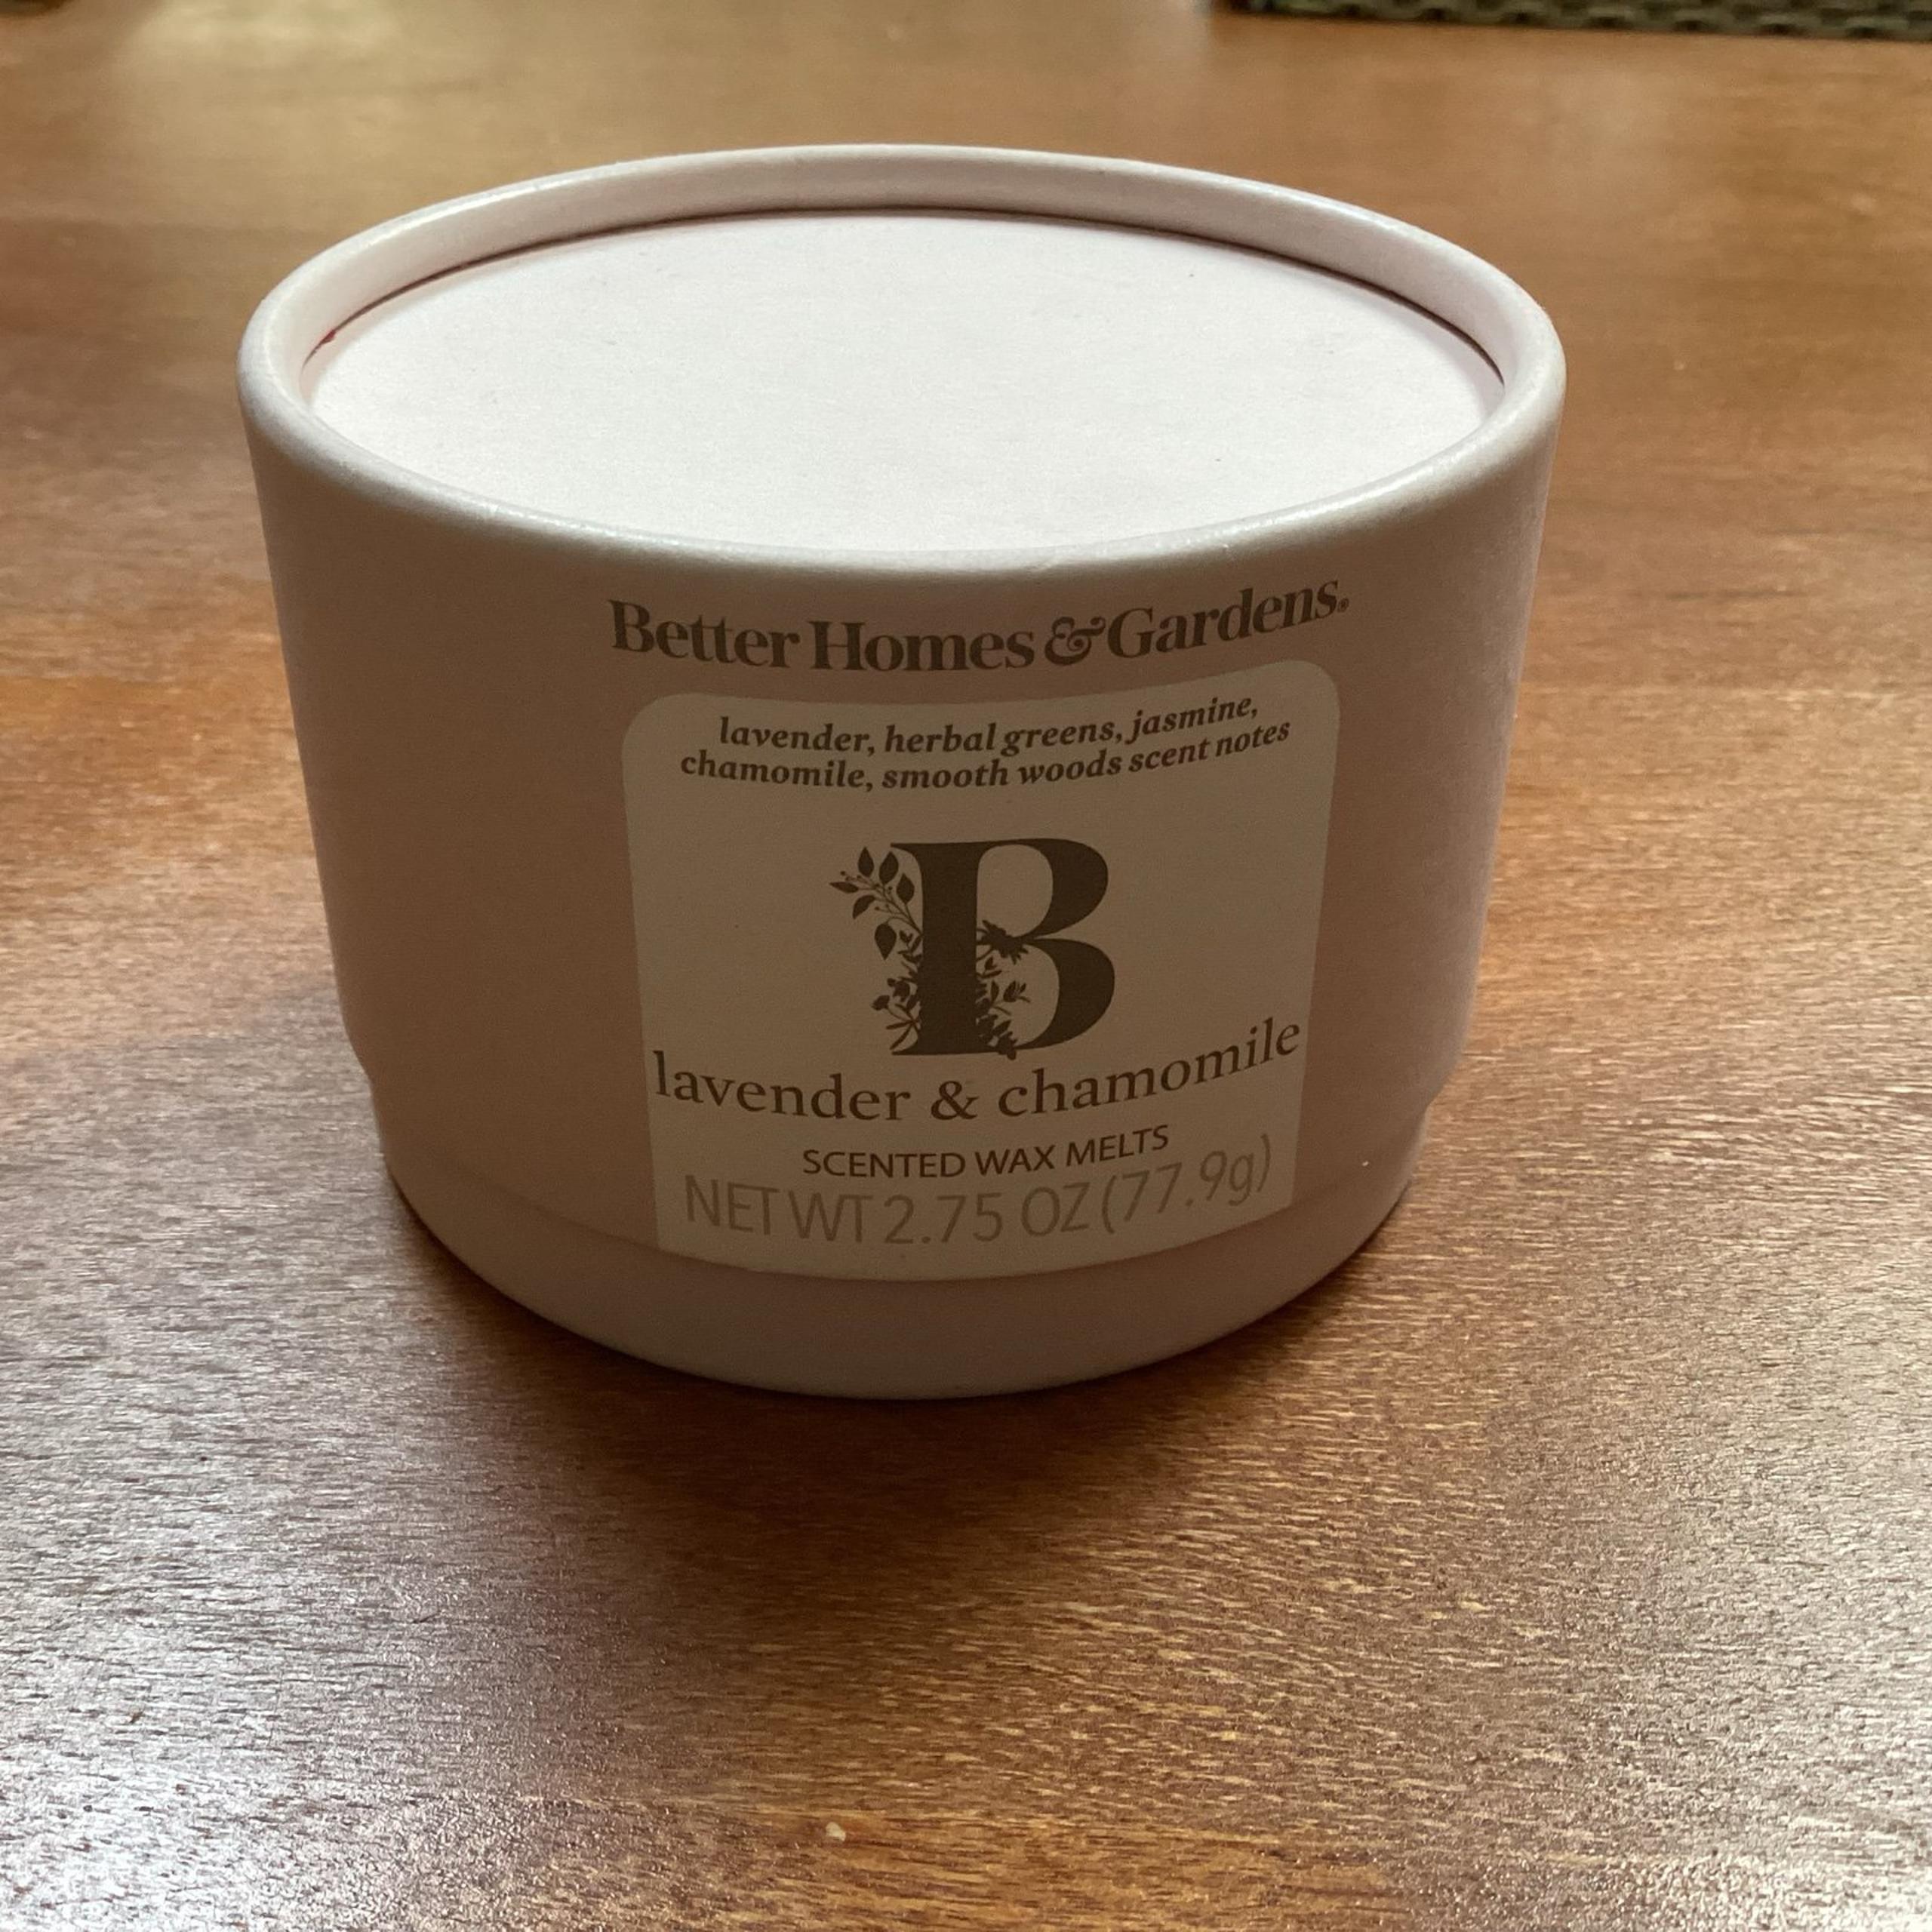 Better Homes & Gardens®
lavender, herbal greens, jasmine,
chamomile, smooth woods scent notes
B
lavender & chamomile
SCENTED WAX MELTS
NET WT 2.75 OZ (77.9g)